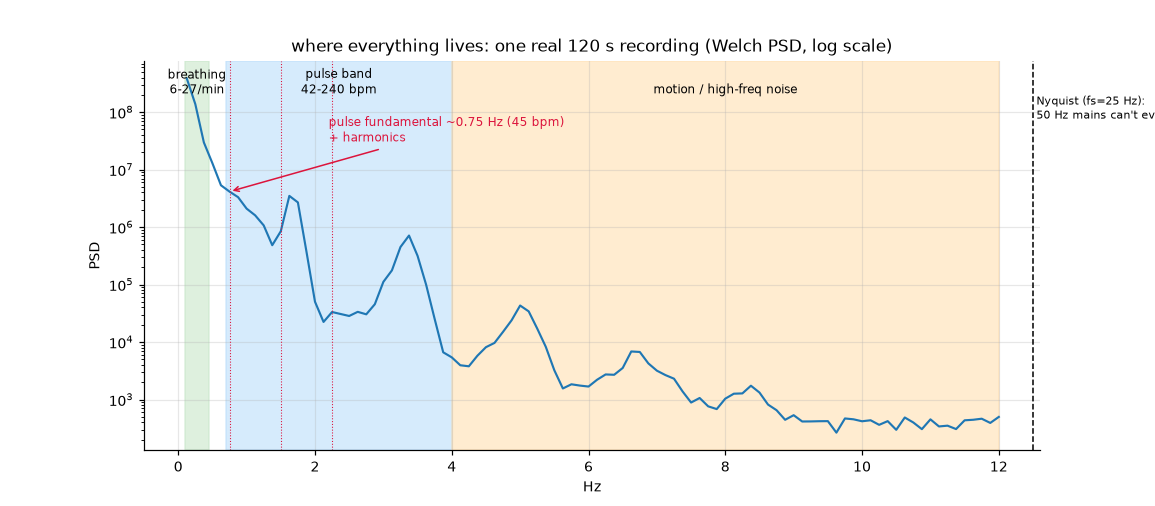 where everything lives: one real 120 s recording (Welch PSD, log scale)
breathing
6-27/min
pulse band
42-240 bpm
motion / high-freq noise
Nyquist (fs=25 Hz):
50 Hz mains can't ev
pulse fundamental ~0.75 Hz (45 bpm)
+ harmonics
PSD
10⁸
10⁷
10⁶
10⁵
10⁴
10³
0 2 4 6 8 10 12
Hz